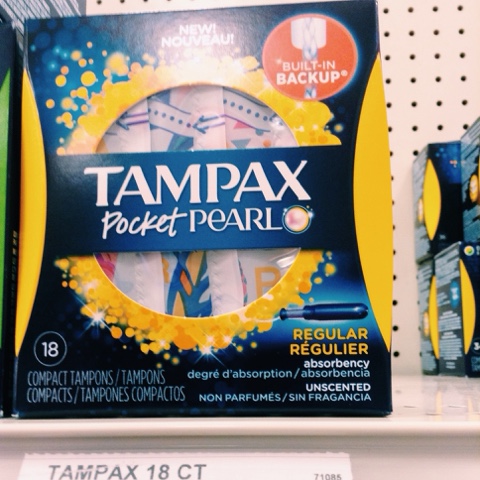 NEW!
NOUVEAU!
"BUILT-IN
BACKUP®
TAMPAX
Pocket PEARL
REGULAR
RÉGULIER
absorbency
degré d'absorption / absorbencia
UNSCENTED
NON PARFUMÉS / SIN FRAGANCIA
18
COMPACT TAMPONS / TAMPONS
COMPACTS / TAMPONES COMPACTOS
TAMPAX 18 CT
71085